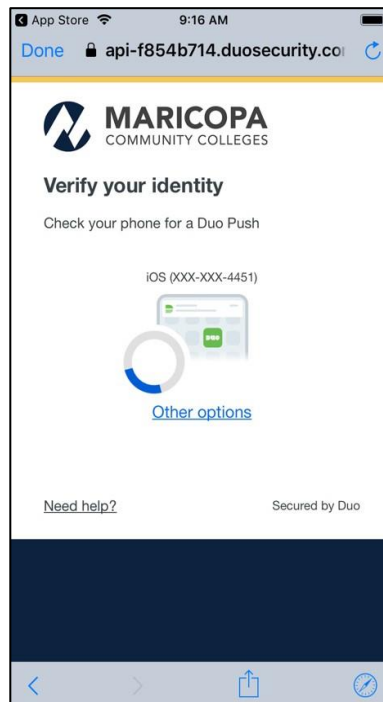 App Store 9:16 AM
Done api-f854b714.duosecurity.co
MARICOPA
COMMUNITY COLLEGES
Verify your identity
Check your phone for a Duo Push
iOS (XXX-XXX-4451)
DUO
Other options
Need help? Secured by Duo